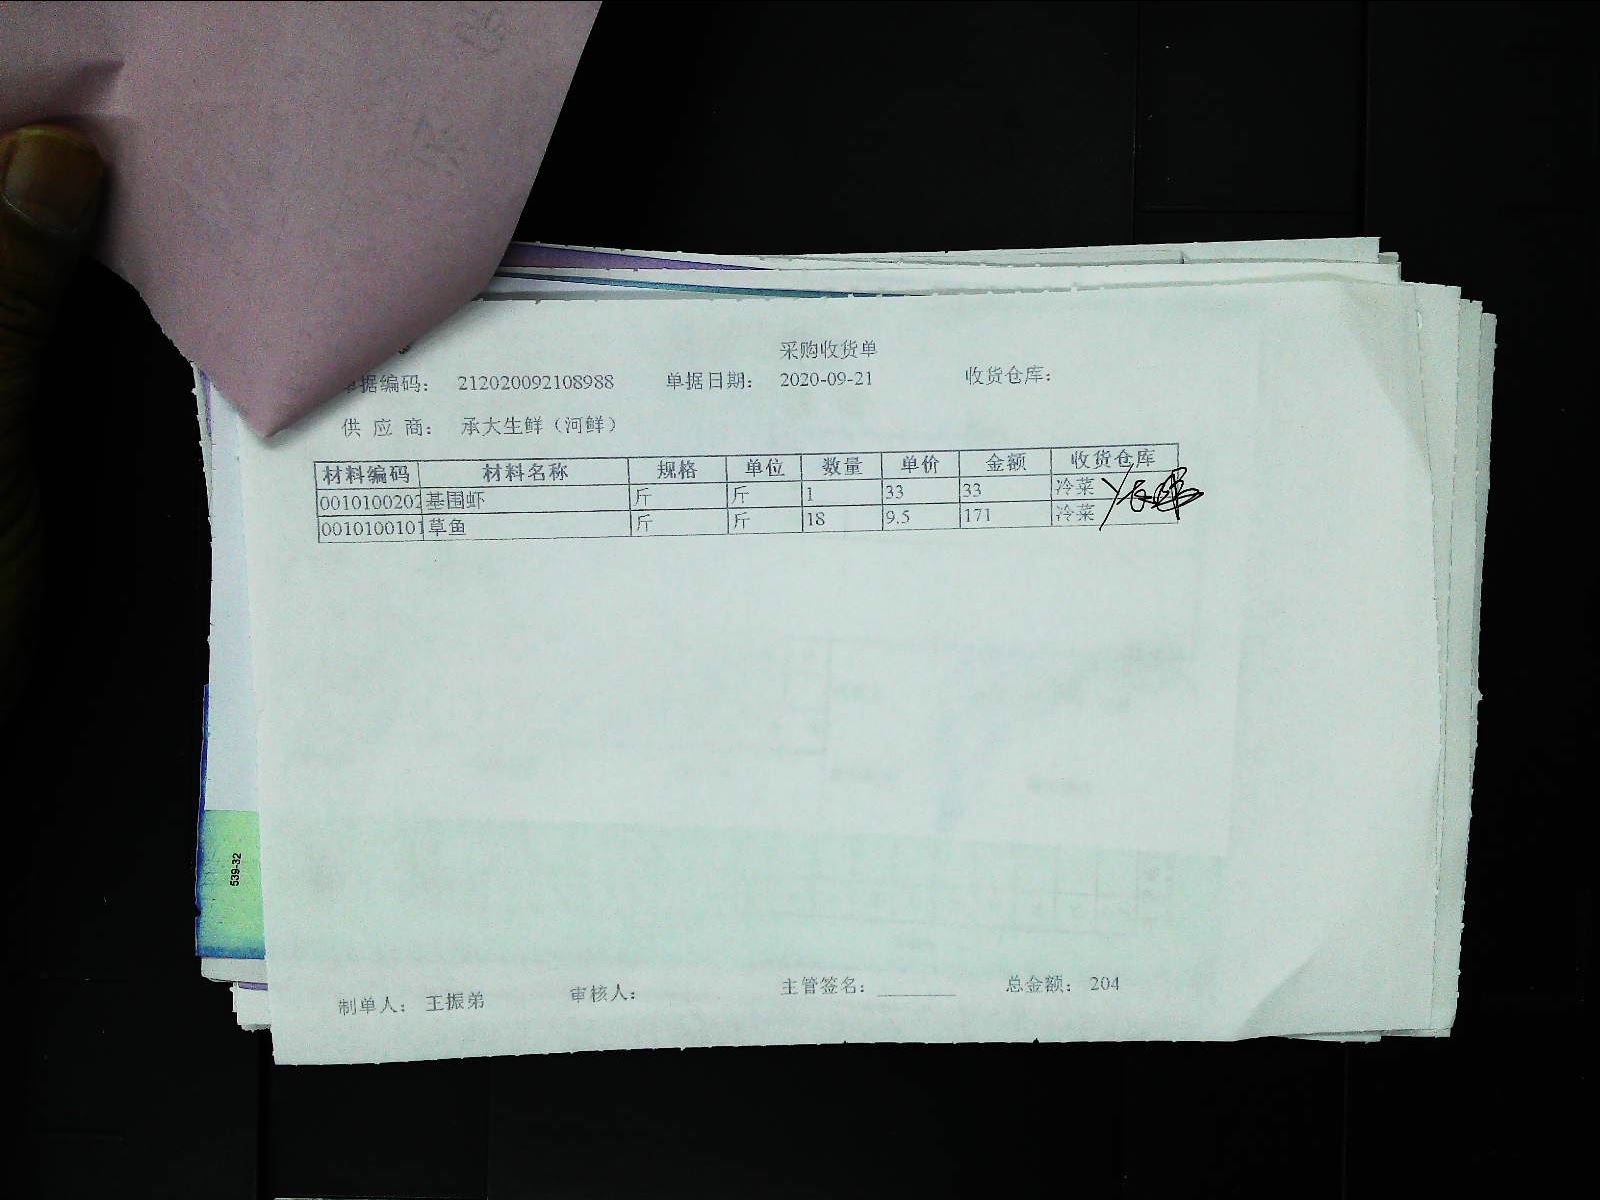 采购收货单
单据编码： 212020092108988 单据日期： 2020-09-21 收货仓库：
供 应 商： 承大生鲜（河鲜）
材料编码 材料名称 规格 单位 数量 单价 金额 收货仓库
0010100202 基围虾 斤 斤 1 33 33 冷菜
0010100101 草鱼 斤 斤 18 9.5 171 冷菜
制单人： 王振弟 审核人： 主管签名： 总金额： 204
539-32